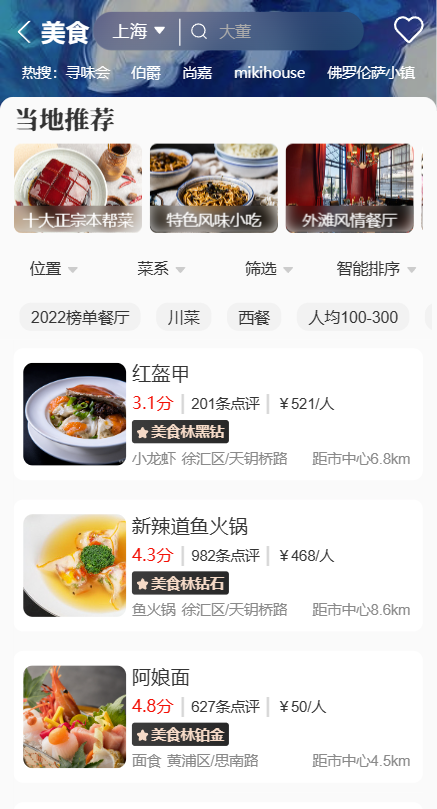 美食 上海 大董
热搜：寻味会 伯爵 尚嘉 mikihouse 佛罗伦萨小镇
当地推荐
十大正宗本帮菜 特色风味小吃 外滩风情餐厅
位置 菜系 筛选 智能排序
2022榜单餐厅 川菜 西餐 人均100-300
红盔甲
3.1分 201条点评 ￥521/人
美食林黑钻
小龙虾 徐汇区/天钥桥路 距市中心6.8km
新辣道鱼火锅
4.3分 982条点评 ￥468/人
美食林钻石
鱼火锅 徐汇区/天钥桥路 距市中心8.6km
阿娘面
4.8分 627条点评 ￥50/人
美食林铂金
面食 黄浦区/思南路 距市中心4.5km